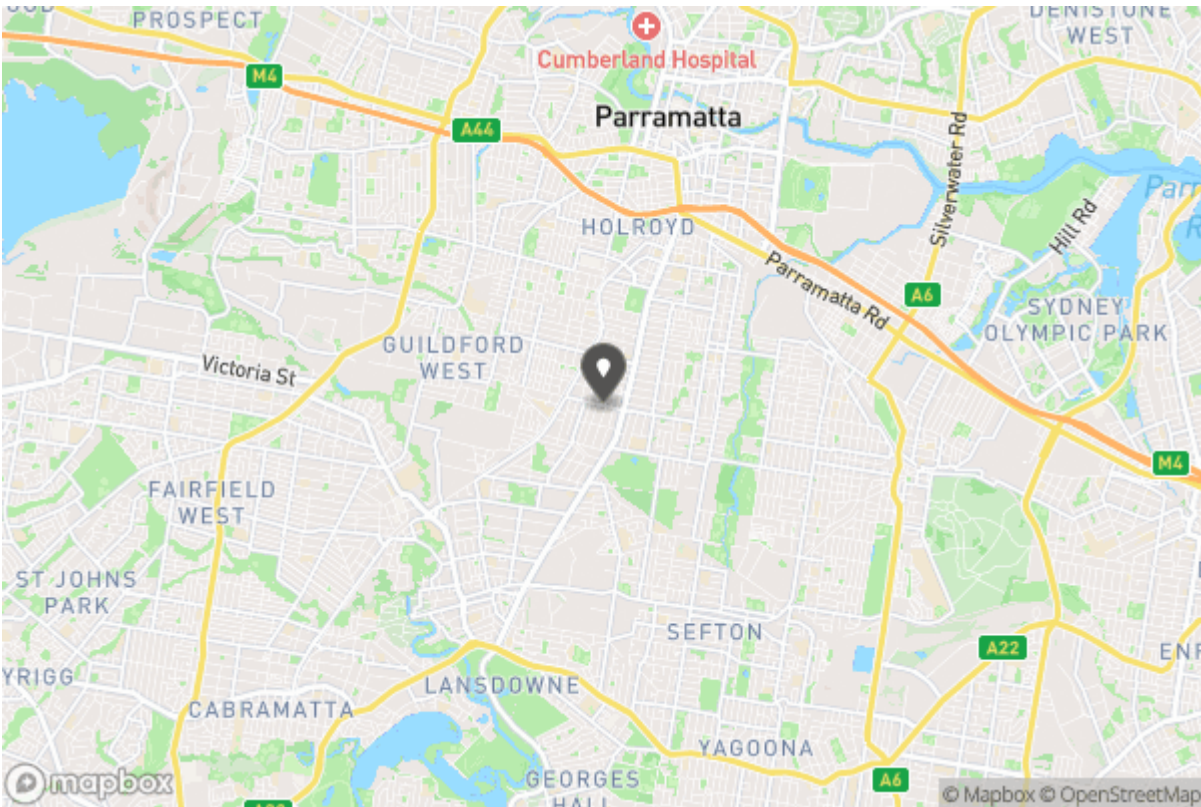 PROSPECT
DENISTONE
WEST
Cumberland Hospital
M4
Parramatta
A44
Silverwater Rd
HOLROYD
Hill Rd
Parramatta Rd
A6
SYDNEY
OLYMPIC PARK
GUILDFORD
WEST
Victoria St
M4
FAIRFIELD
WEST
ST JOHNS
PARK
SEFTON
A22
YRIGG
LANSDOWNE
CABRAMATTA
YAGOONA
GEORGES
HALL
A6
mapbox
© Mapbox © OpenStreetMap